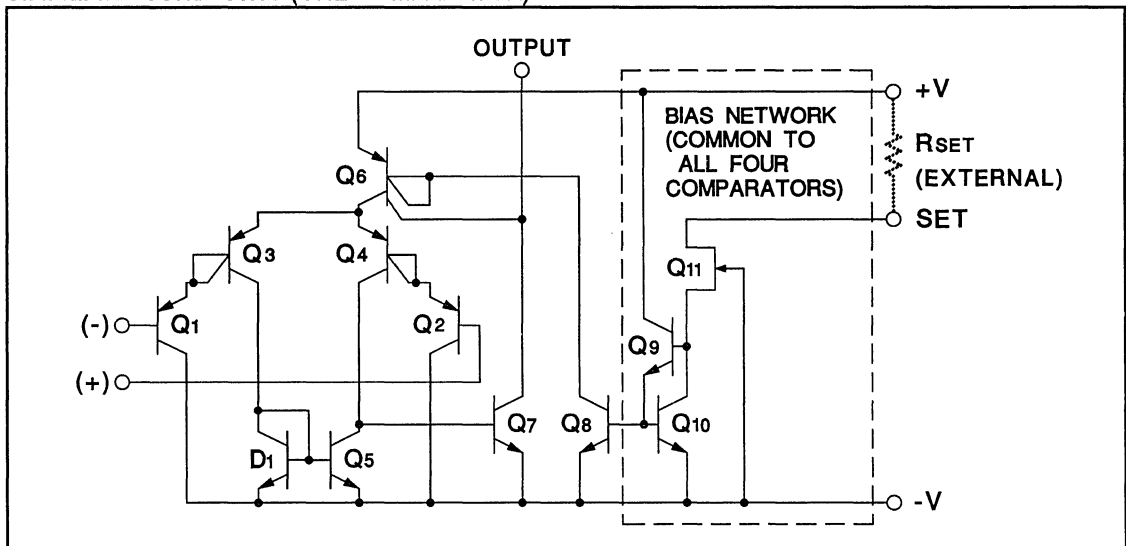 OUTPUT
+V
BIAS NETWORK
(COMMON TO
ALL FOUR
COMPARATORS)
RSET
(EXTERNAL)
SET
Q6
Q3
Q4
Q11
Q1
Q2
(-)
(+)
Q9
Q7
Q8
Q10
D1
Q5
-V